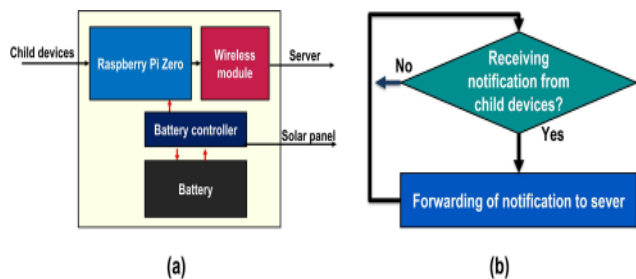 Child devices
Raspberry Pi Zero
Wireless
module
Server
Battery controller
Solar panel
Battery
(a)
Receiving
notification from
child devices?
No
Yes
Forwarding of notification to sever
(b)